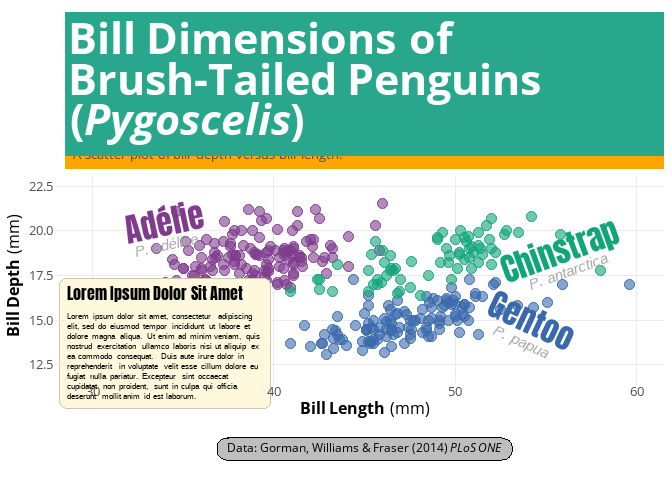 Bill Dimensions of
Brush-Tailed Penguins
(Pygoscelis)
A scatter plot of bill depth versus bill length.
22.5
20.0
17.5
15.0
12.5
Bill Depth (mm)
Adélie
P. adéliae
Chinstrap
P. antarctica
Gentoo
P. papua
Lorem Ipsum Dolor Sit Amet
Lorem ipsum dolor sit amet, consectetur adipiscing
elit, sed do eiusmod tempor incididunt ut labore et
dolore magna aliqua. Ut enim ad minim veniam, quis
nostrud exercitation ullamco laboris nisi ut aliquip ex
ea commodo consequat. Duis aute irure dolor in
reprehenderit in voluptate velit esse cillum dolore eu
fugiat nulla pariatur. Excepteur sint occaecat
cupidatat non proident, sunt in culpa qui officia
deserunt mollit anim id est laborum.
30
40
50
60
Bill Length (mm)
Data: Gorman, Williams & Fraser (2014) PLoS ONE